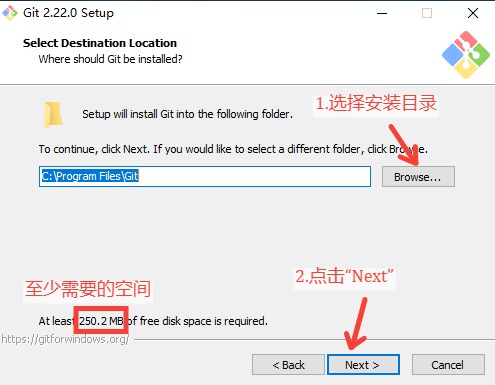 Git 2.22.0 Setup
Select Destination Location
Where should Git be installed?
Setup will install Git into the following folder.
1.选择安装目录
To continue, click Next. If you would like to select a different folder, click Browse.
C:\Program Files\Git
Browse...
至少需要的空间
2.点击“Next”
At least 250.2 MB of free disk space is required.
https://gitforwindows.org/
< Back
Next >
Cancel